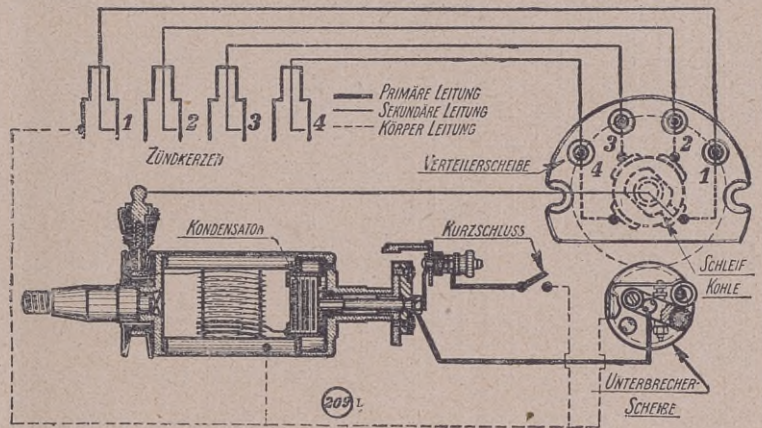 1
2
3
4
ZÜNDKERZEN
PRIMÄRE LEITUNG
SEKUNDÄRE LEITUNG
KÖRPER LEITUNG
VERTEILERSCHEIBE
3
2
4
1
KONDENSATOR
KURZSCHLUSS
SCHLEIF
KOHLE
UNTERBRECHER-
SCHEIBE
209 L